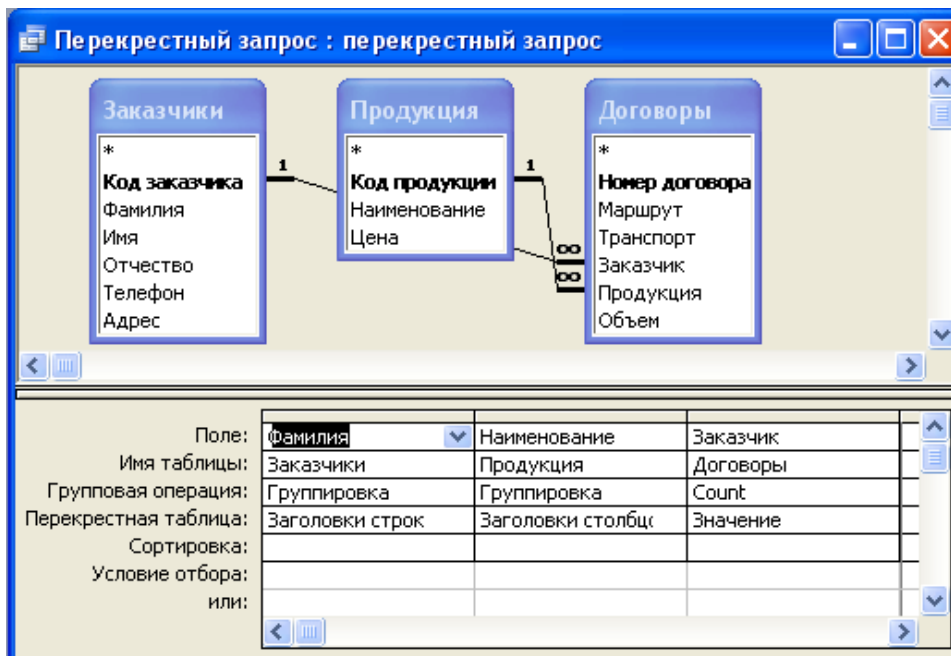 Перекрестный запрос : перекрестный запрос
Заказчики
*
Код заказчика
Фамилия
Имя
Отчество
Телефон
Адрес
1
Продукция
*
Код продукции
Наименование
Цена
1
∞
∞
Договоры
*
Номер договора
Маршрут
Транспорт
Заказчик
Продукция
Объем
Поле: Фамилия Наименование Заказчик
Имя таблицы: Заказчики Продукция Договоры
Групповая операция: Группировка Группировка Count
Перекрестная таблица: Заголовки строк Заголовки столбцо Значение
Сортировка:
Условие отбора:
или: